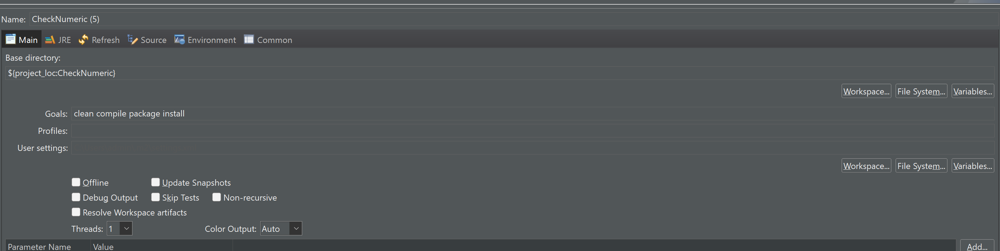 Name: CheckNumeric (5)
Main JRE Refresh Source Environment Common
Base directory:
${project_loc:CheckNumeric}
Workspace... File System... Variables...
Goals: clean compile package install
Profiles:
User settings:
Workspace... File System... Variables...
Offline Update Snapshots
Debug Output Skip Tests Non-recursive
Resolve Workspace artifacts
Threads: 1 Color Output: Auto
Parameter Name Value Add...